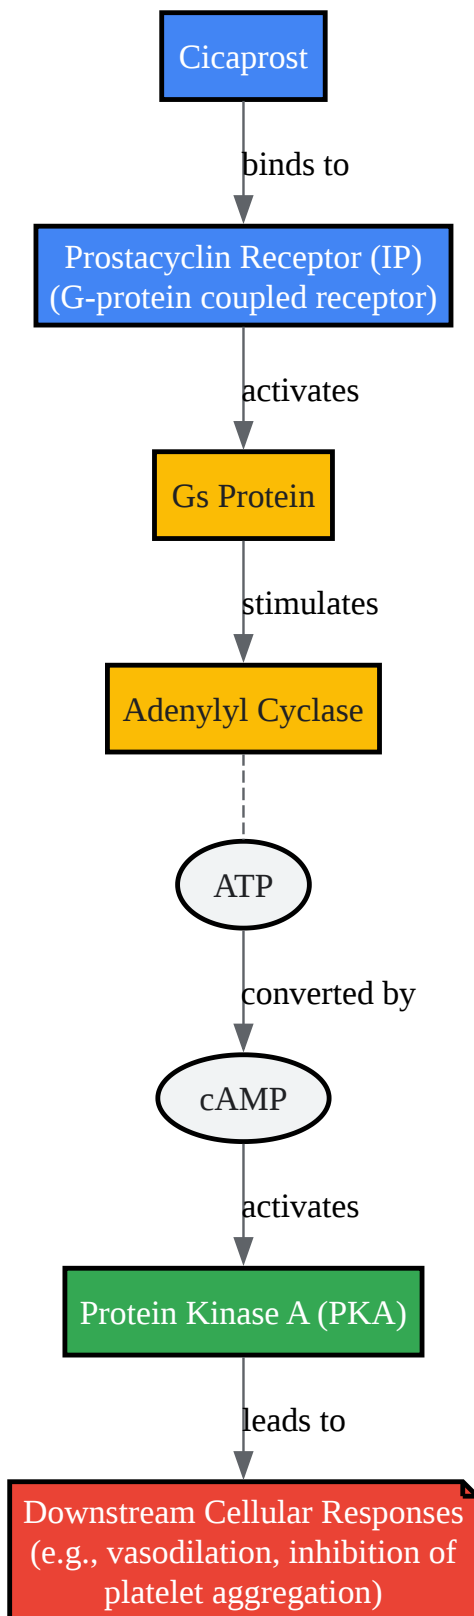 Cicaprost
binds to
Prostacyclin Receptor (IP)
(G-protein coupled receptor)
activates
Gs Protein
stimulates
Adenylyl Cyclase
ATP
converted by
cAMP
activates
Protein Kinase A (PKA)
leads to
Downstream Cellular Responses
(e.g., vasodilation, inhibition of
platelet aggregation)